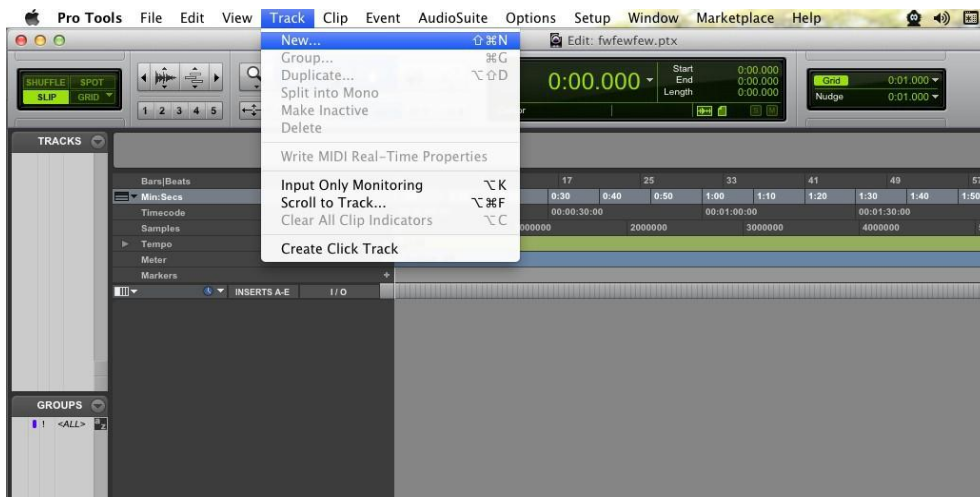 Pro Tools File Edit View Track Clip Event AudioSuite Options Setup Window Marketplace Help
Edit: fwfewfew.ptx
New... ⇧⌘N
Group... ⌘G
Duplicate... ⌥⇧D
Split into Mono
Make Inactive
Delete
Write MIDI Real-Time Properties
Input Only Monitoring ⌥K
Scroll to Track... ⌥⌘F
Clear All Clip Indicators ⌥C
Create Click Track
SHUFFLE SPOT
SLIP GRID
1 2 3 4 5
0:00.000
Start 0:00.000
End 0:00.000
Length 0:00.000
Grid 0:01.000
Nudge 0:01.000
TRACKS
Bars|Beats 17 25 33 41 49 57
Min:Secs 0:30 0:40 0:50 1:00 1:10 1:20 1:30 1:40 1:50
Timecode 00:00:30:00 00:01:00:00 00:01:30:00
Samples 2000000 3000000 4000000
Tempo
Meter
Markers +
INSERTS A-E I / O
GROUPS
! <ALL> a z